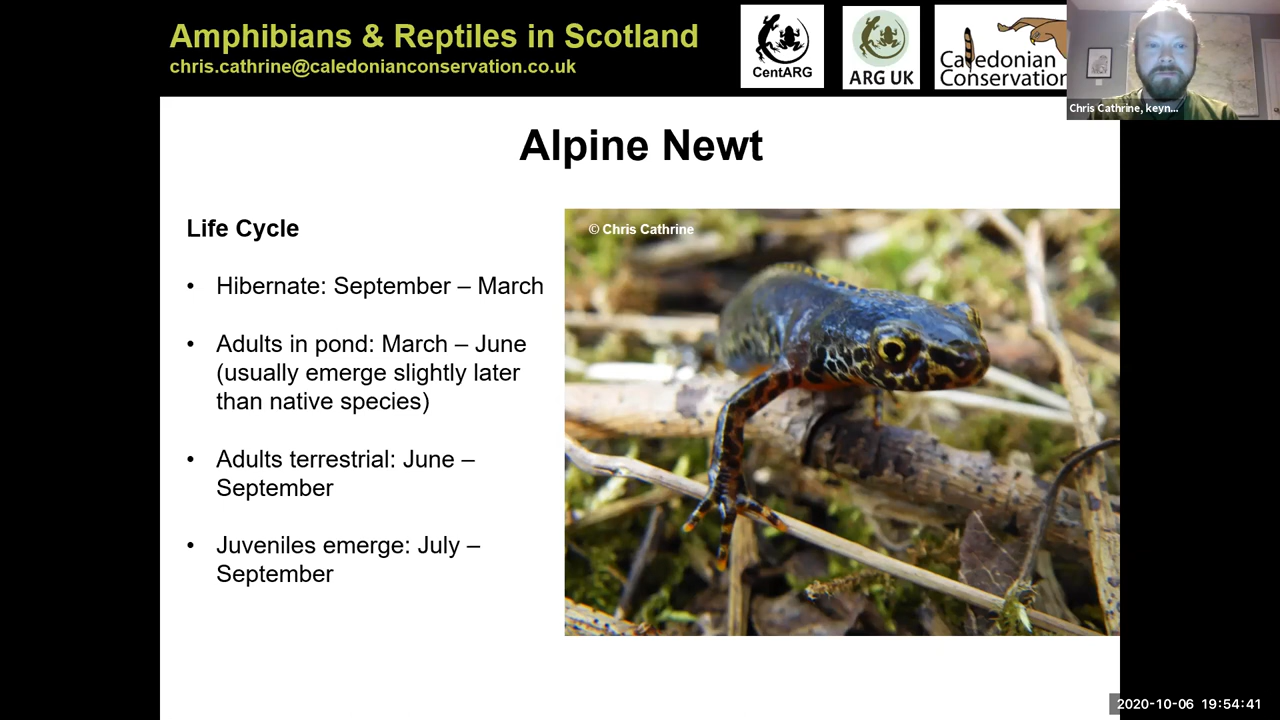 Amphibians & Reptiles in Scotland
chris.cathrine@caledonianconservation.co.uk
CentARG
ARG UK
Caledonian
Conservation
Chris Cathrine, keyn...
Alpine Newt
Life Cycle
© Chris Cathrine
• Hibernate: September – March
• Adults in pond: March – June
(usually emerge slightly later
than native species)
• Adults terrestrial: June –
September
• Juveniles emerge: July –
September
2020-10-06 19:54:41